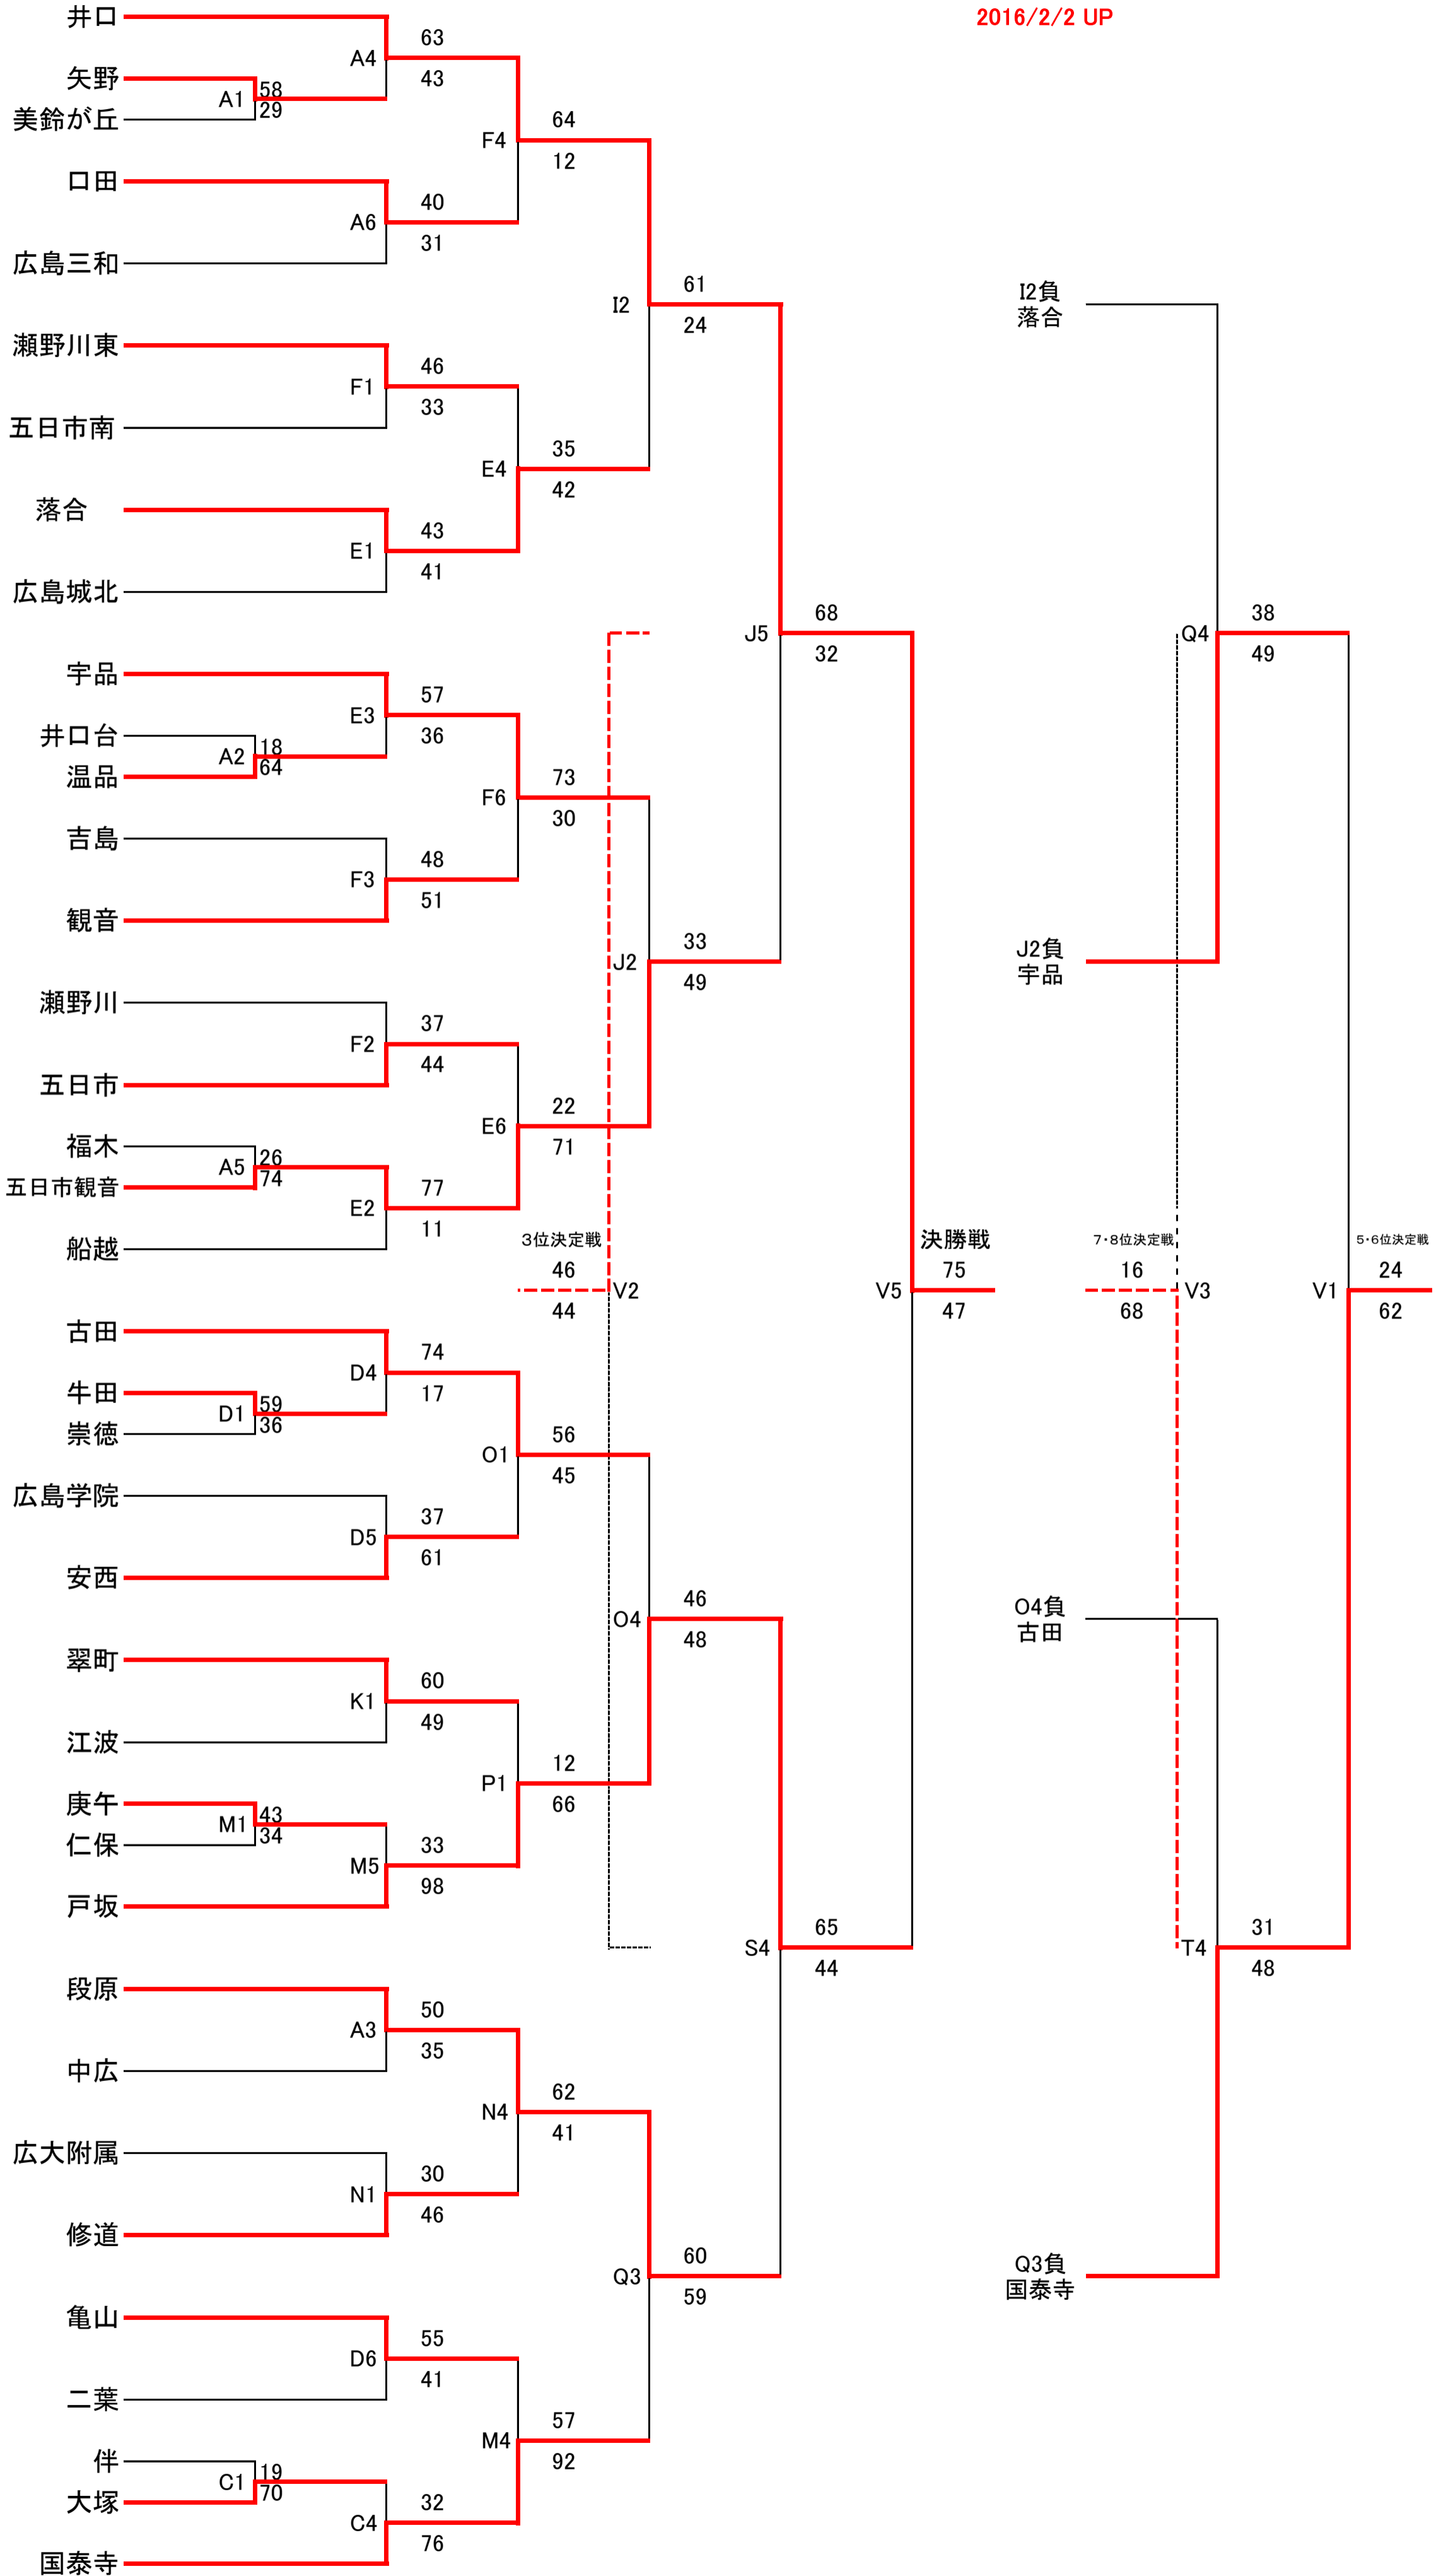 2016/2/2 UP
井口
63
A4
43
矢野
58
A1
29
美鈴が丘
64
F4
12
口田
40
A6
31
広島三和
61
I2
24
I2負
落合
瀬野川東
46
F1
33
五日市南
35
E4
42
落合
43
E1
41
広島城北
68
J5
32
38
Q4
49
宇品
57
E3
36
井口台
18
A2
64
温品
73
F6
30
吉島
48
F3
51
観音
33
J2
49
J2負
宇品
瀬野川
37
F2
44
五日市
22
E6
71
福木
26
A5
74
五日市観音
77
E2
11
船越
3位決定戦
46
V2
44
決勝戦
75
V5
47
7・8位決定戦
16
V3
68
5・6位決定戦
24
V1
62
古田
74
D4
17
牛田
59
D1
36
崇徳
56
O1
45
広島学院
37
D5
61
安西
46
O4
48
O4負
古田
翠町
60
K1
49
江波
12
P1
66
庚午
43
M1
34
仁保
33
M5
98
戸坂
65
S4
44
31
T4
48
段原
50
A3
35
中広
62
N4
41
広大附属
30
N1
46
修道
60
Q3
59
Q3負
国泰寺
亀山
55
D6
41
二葉
57
M4
92
伴
19
C1
70
大塚
32
C4
76
国泰寺